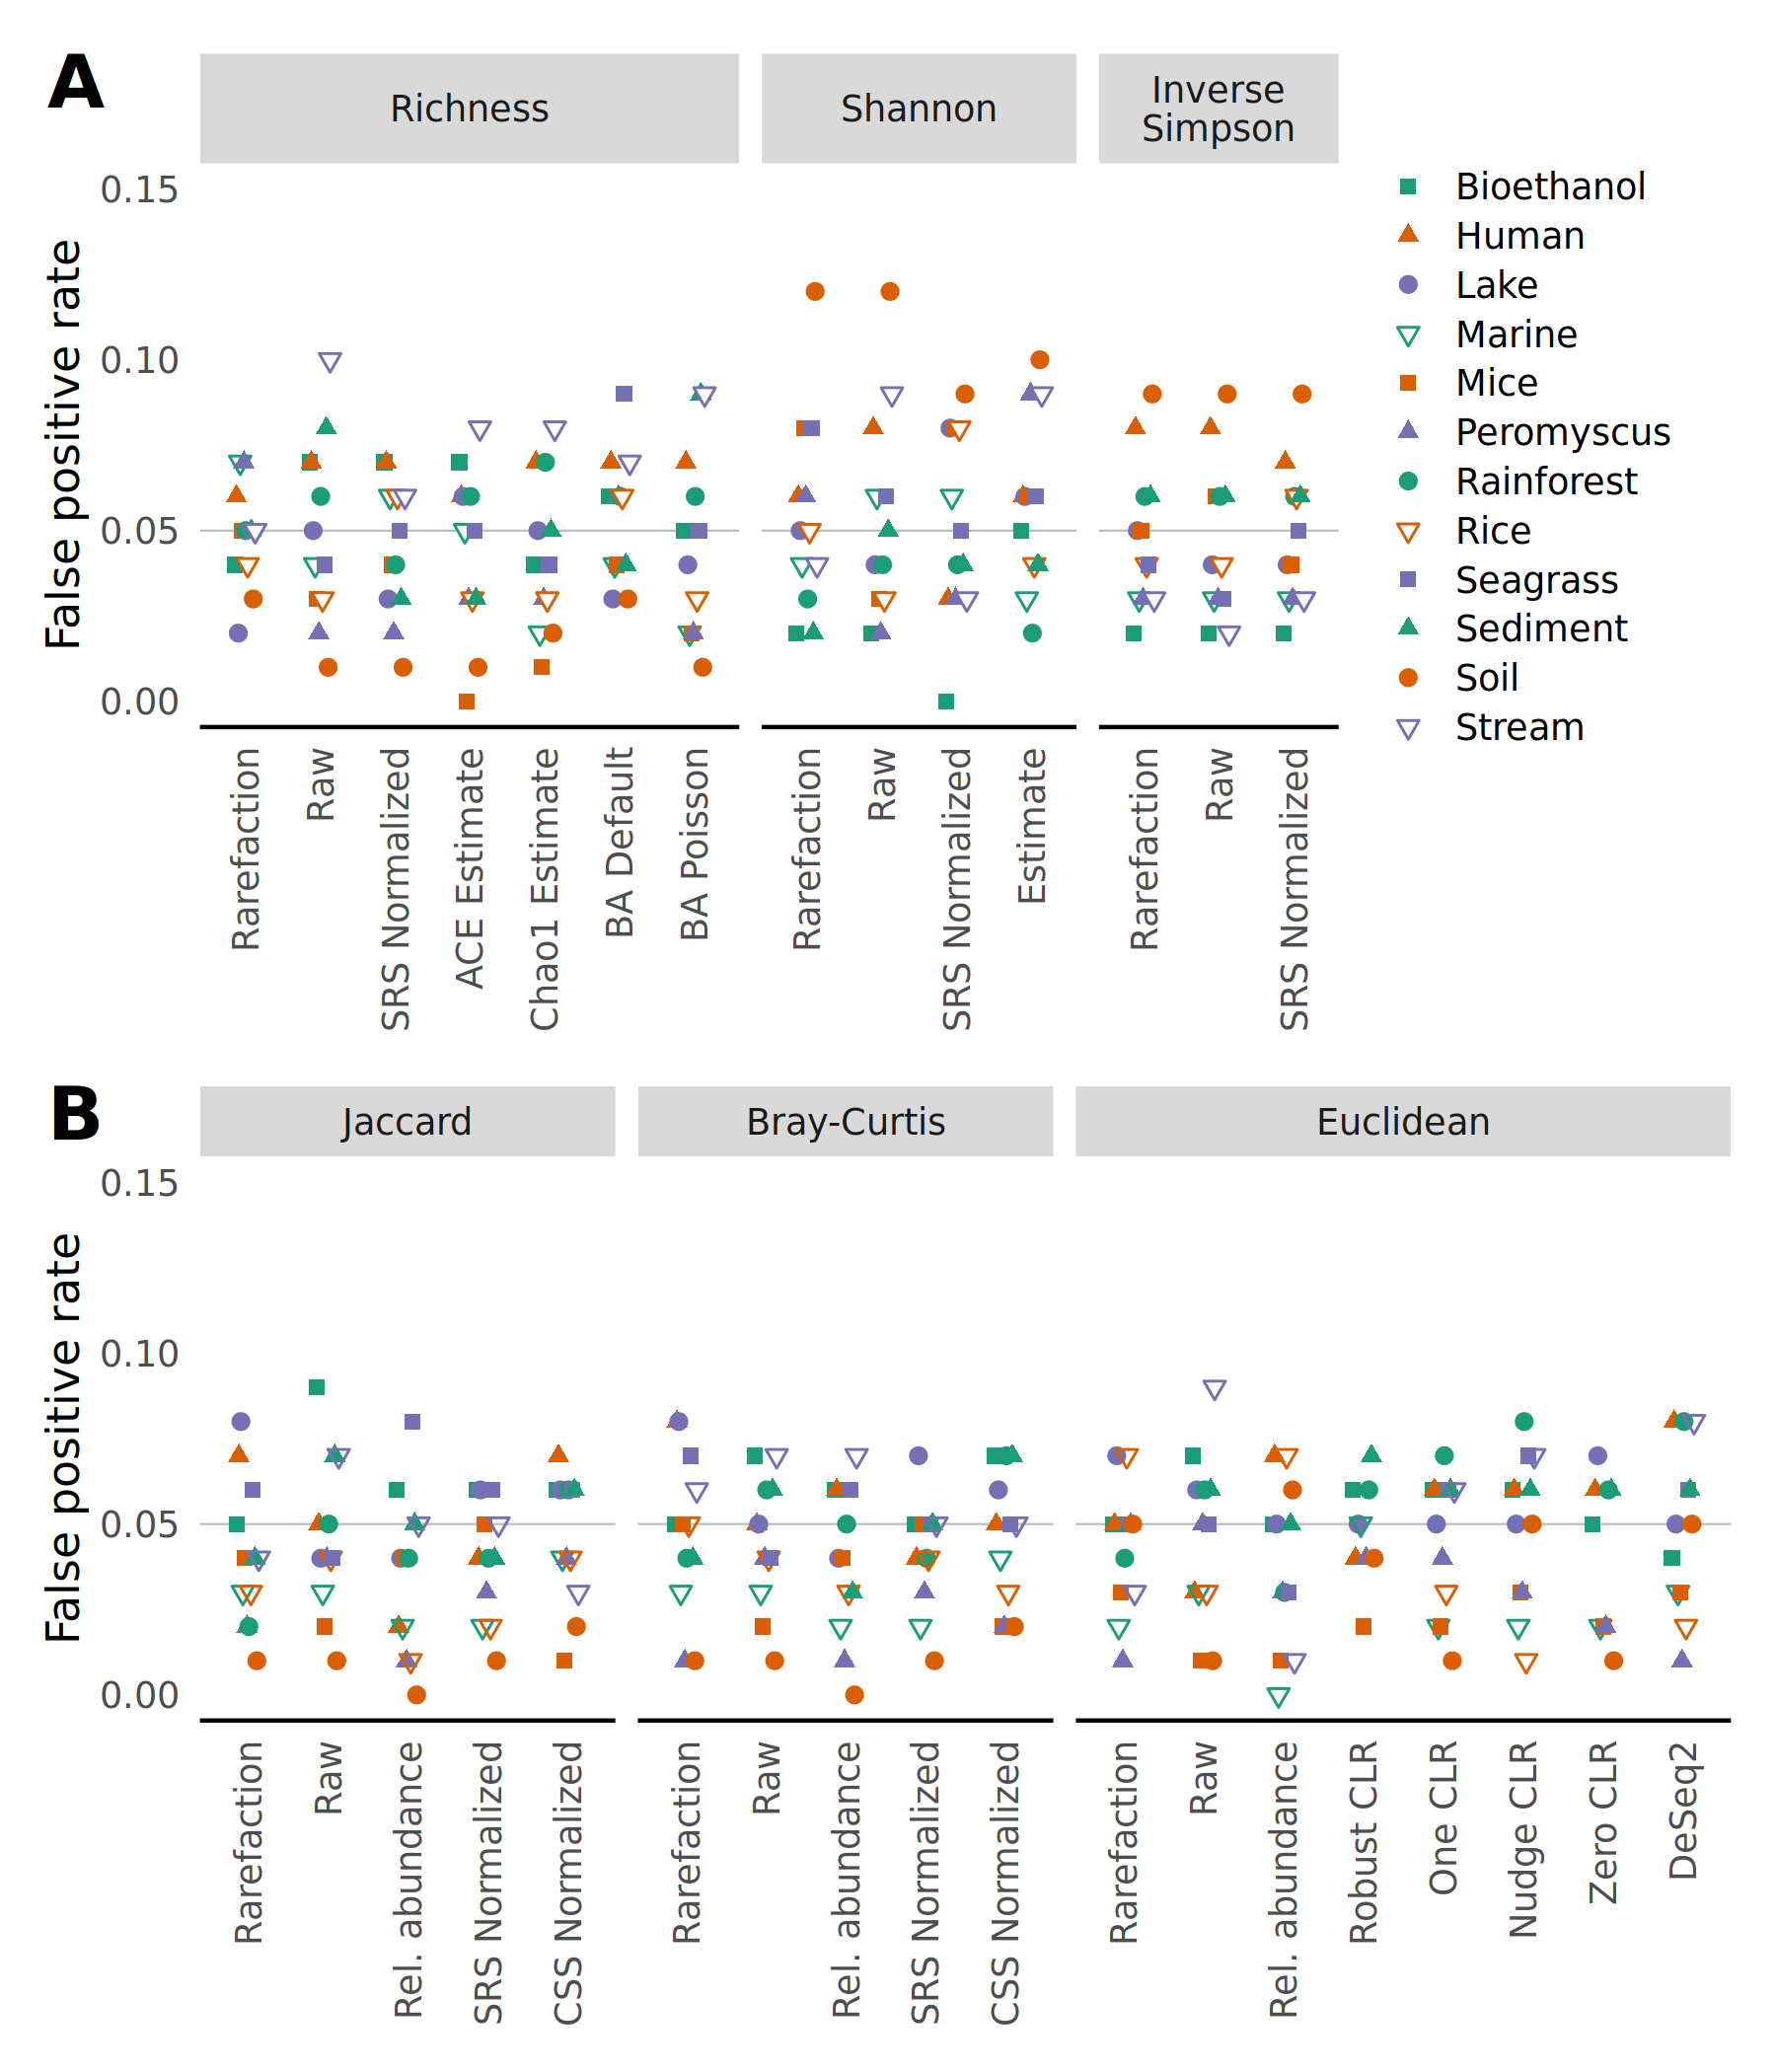 A
Richness
Shannon
Inverse
Simpson
False positive rate
0.15
0.10
0.05
0.00
Rarefaction
Raw
SRS Normalized
ACE Estimate
Chao1 Estimate
BA Default
BA Poisson
Rarefaction
Raw
SRS Normalized
Estimate
Rarefaction
Raw
SRS Normalized
Bioethanol
Human
Lake
Marine
Mice
Peromyscus
Rainforest
Rice
Seagrass
Sediment
Soil
Stream
B
Jaccard
Bray-Curtis
Euclidean
False positive rate
0.15
0.10
0.05
0.00
Rarefaction
Raw
Rel. abundance
SRS Normalized
CSS Normalized
Rarefaction
Raw
Rel. abundance
SRS Normalized
CSS Normalized
Rarefaction
Raw
Rel. abundance
Robust CLR
One CLR
Nudge CLR
Zero CLR
DeSeq2